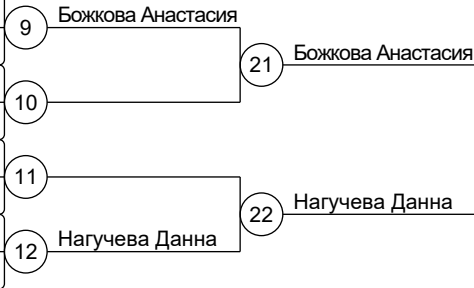 9 Божкова Анастасия
21 Божкова Анастасия
10
11
22 Нагучева Данна
12 Нагучева Данна